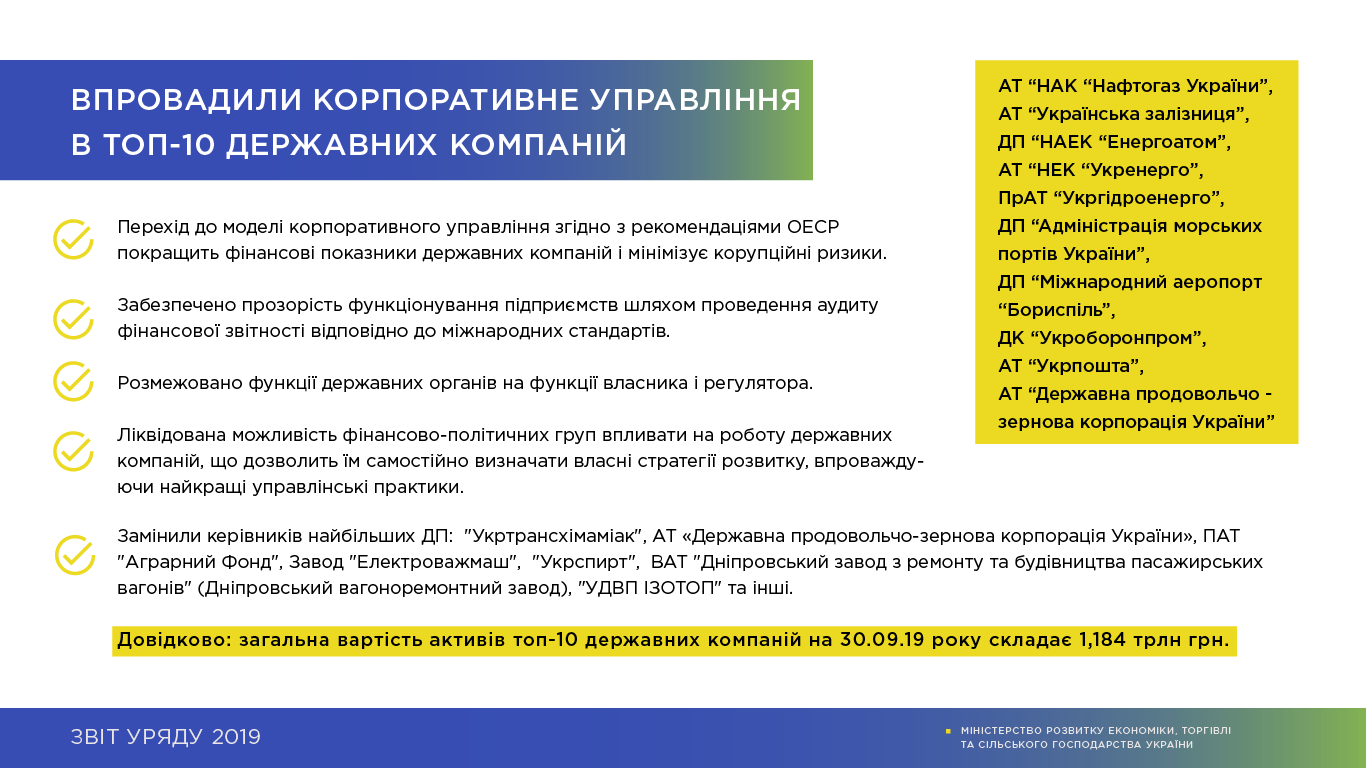 ВПРОВАДИЛИ КОРПОРАТИВНЕ УПРАВЛІННЯ
В ТОП-10 ДЕРЖАВНИХ КОМПАНІЙ
Перехід до моделі корпоративного управління згідно з рекомендаціями ОЕСР
покращить фінансові показники державних компаній і мінімізує корупційні ризики.
Забезпечено прозорість функціонування підприємств шляхом проведення аудиту
фінансової звітності відповідно до міжнародних стандартів.
Розмежовано функції державних органів на функції власника і регулятора.
Ліквідована можливість фінансово-політичних груп впливати на роботу державних
компаній, що дозволить їм самостійно визначати власні стратегії розвитку, впроважду-
ючи найкращі управлінські практики.
Замінили керівників найбільших ДП:  "Укртрансхімаміак", АТ «Державна продовольчо-зернова корпорація України», ПАТ
"Аграрний Фонд", Завод "Електроважмаш",  "Укрспирт",  ВАТ "Дніпровський завод з ремонту та будівництва пасажирських
вагонів" (Дніпровський вагоноремонтний завод), "УДВП ІЗОТОП" та інші.
Довідково: загальна вартість активів топ-10 державних компаній на 30.09.19 року складає 1,184 трлн грн.
АТ “НАК “Нафтогаз України”,
АТ “Українська залізниця”,
ДП “НАЕК “Енергоатом”,
АТ “НЕК “Укренерго”,
ПрАТ “Укргідроенерго”,
ДП “Адміністрація морських
портів України”,
ДП “Міжнародний аеропорт
“Бориспіль”,
ДК “Укроборонпром”,
АТ “Укрпошта”,
АТ “Державна продовольчо -
зернова корпорація України”
ЗВІТ УРЯДУ 2019
МІНІСТЕРСТВО РОЗВИТКУ ЕКОНОМІКИ, ТОРГІВЛІ
ТА СІЛЬСЬКОГО ГОСПОДАРСТВА УКРАЇНИ